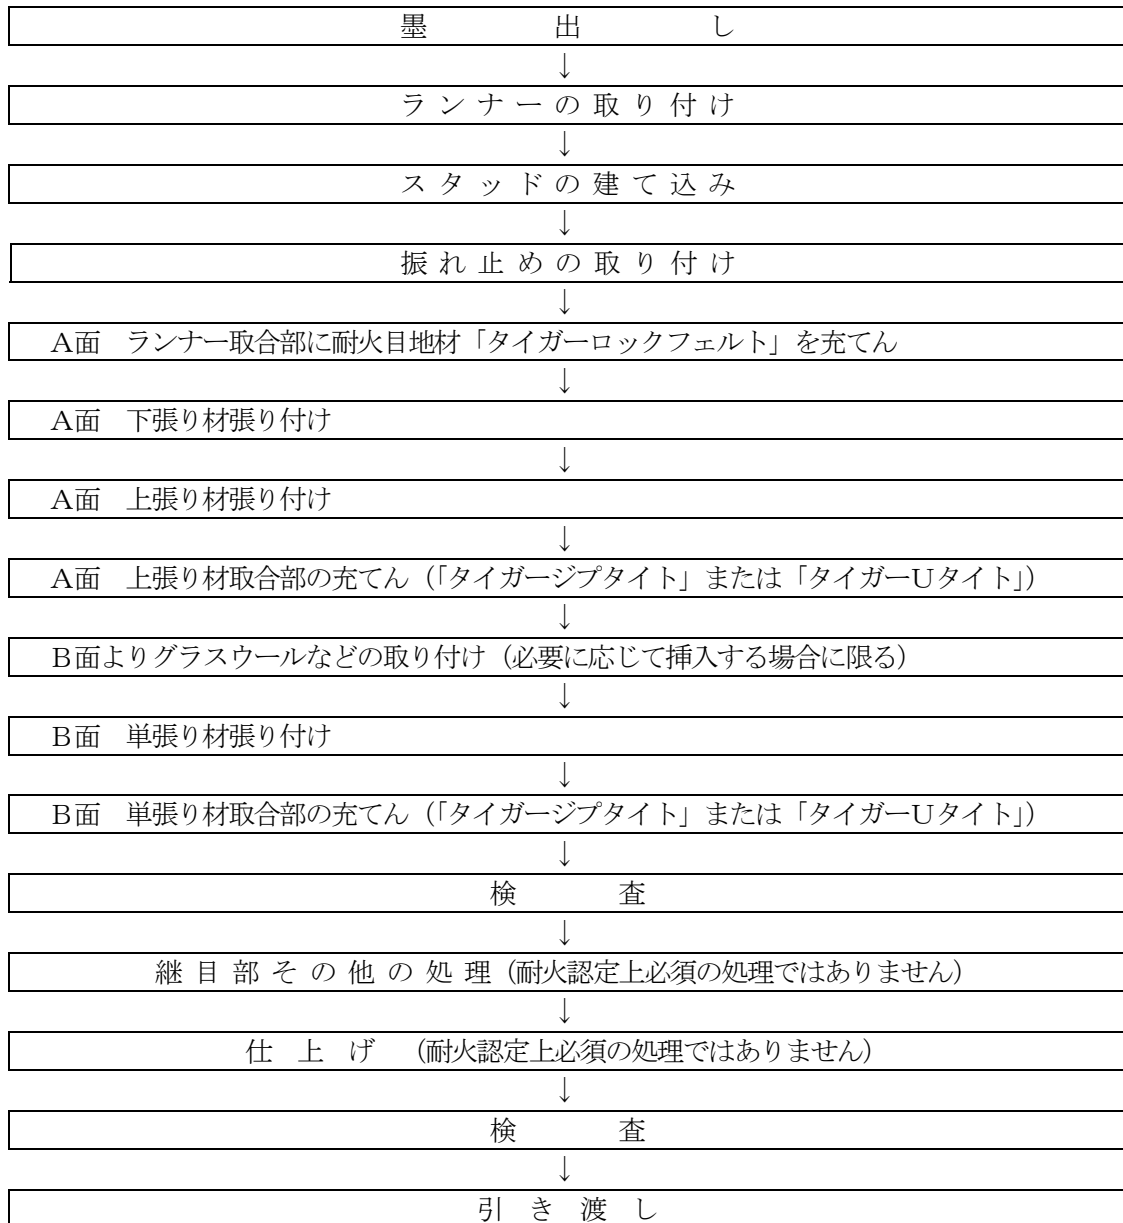 墨出し
↓
ランナーの取り付け
↓
スタッドの建て込み
↓
振れ止めの取り付け
↓
A面　ランナー取合部に耐火目地材「タイガーロックフェルト」を充てん
↓
A面　下張り材張り付け
↓
A面　上張り材張り付け
↓
A面　上張り材取合部の充てん（「タイガージプタイト」または「タイガーUタイト」）
↓
B面よりグラスウールなどの取り付け（必要に応じて挿入する場合に限る）
↓
B面　単張り材張り付け
↓
B面　単張り材取合部の充てん（「タイガージプタイト」または「タイガーUタイト」）
↓
検査
↓
継目部その他の処理（耐火認定上必須の処理ではありません）
↓
仕上げ　（耐火認定上必須の処理ではありません）
↓
検査
↓
引き渡し